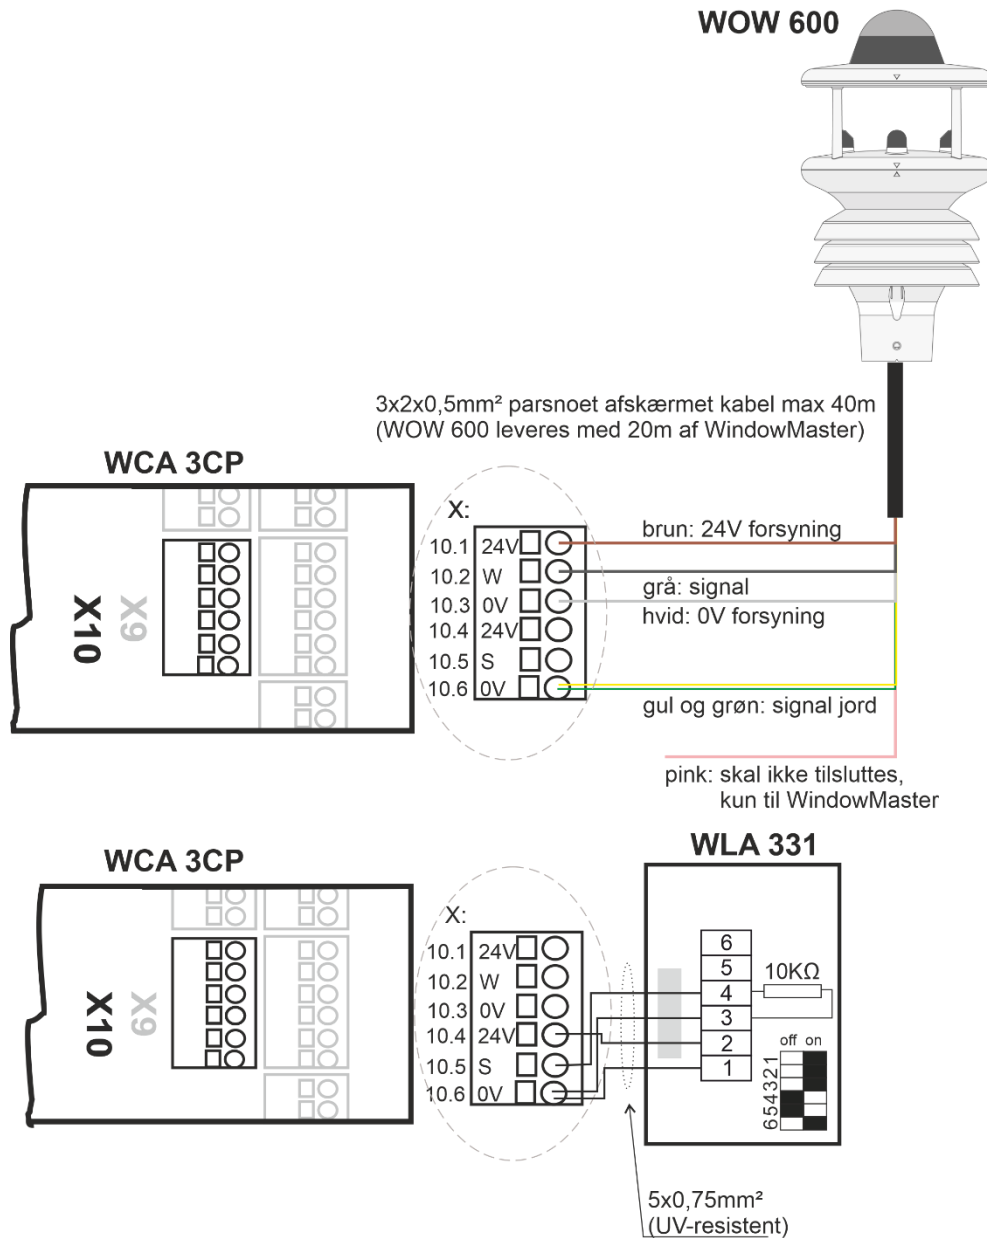 WOW 600
3x2x0,5mm² parsnoet afskærmet kabel max 40m
(WOW 600 leveres med 20m af WindowMaster)
WCA 3CP
X10
X9
X:
10.1 24V
10.2 W
10.3 0V
10.4 24V
10.5 S
10.6 0V
brun: 24V forsyning
grå: signal
hvid: 0V forsyning
gul og grøn: signal jord
pink: skal ikke tilsluttes,
kun til WindowMaster
WCA 3CP
X10
X9
X:
10.1 24V
10.2 W
10.3 0V
10.4 24V
10.5 S
10.6 0V
WLA 331
6
5
4
3
2
1
10KΩ
off on
654321
5x0,75mm²
(UV-resistent)